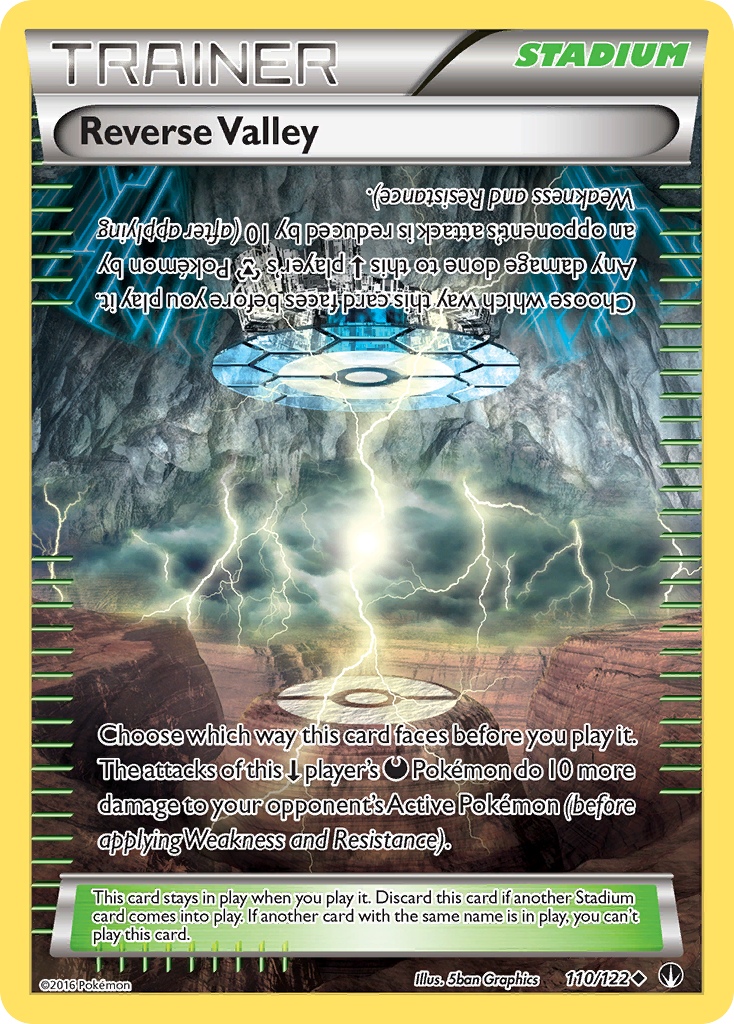 TRAINER
STADIUM
Reverse Valley
Choose which way this card faces before you play it.
Any damage done to this ↓ player's Pokémon by
an opponent's attack is reduced by 10 (after applying
Weakness and Resistance).
Choose which way this card faces before you play it.
The attacks of this ↓ player's Pokémon do 10 more
damage to your opponent's Active Pokémon (before
applying Weakness and Resistance).
This card stays in play when you play it. Discard this card if another Stadium
card comes into play. If another card with the same name is in play, you can't
play this card.
©2016 Pokémon
Illus. 5ban Graphics
110/122